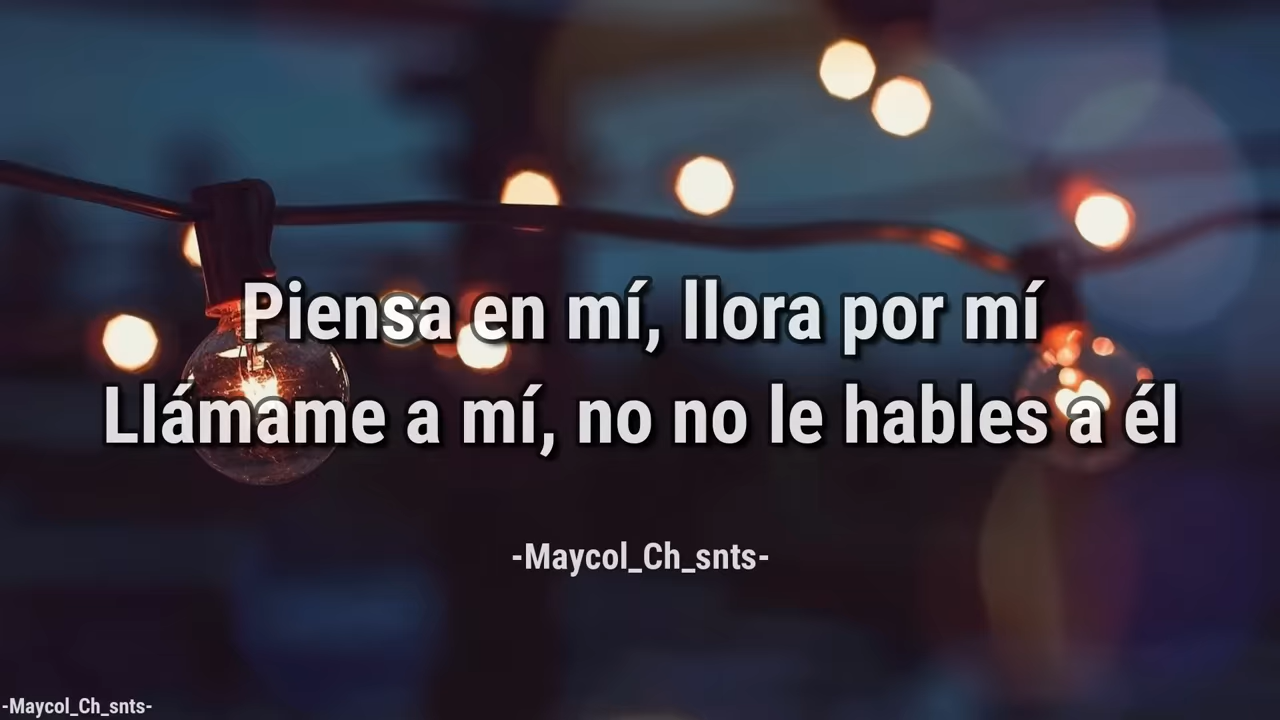 Piensa en mí, llora por mí
Llámame a mí, no no le hables a él
-Maycol_Ch_snts-
-Maycol_Ch_snts-